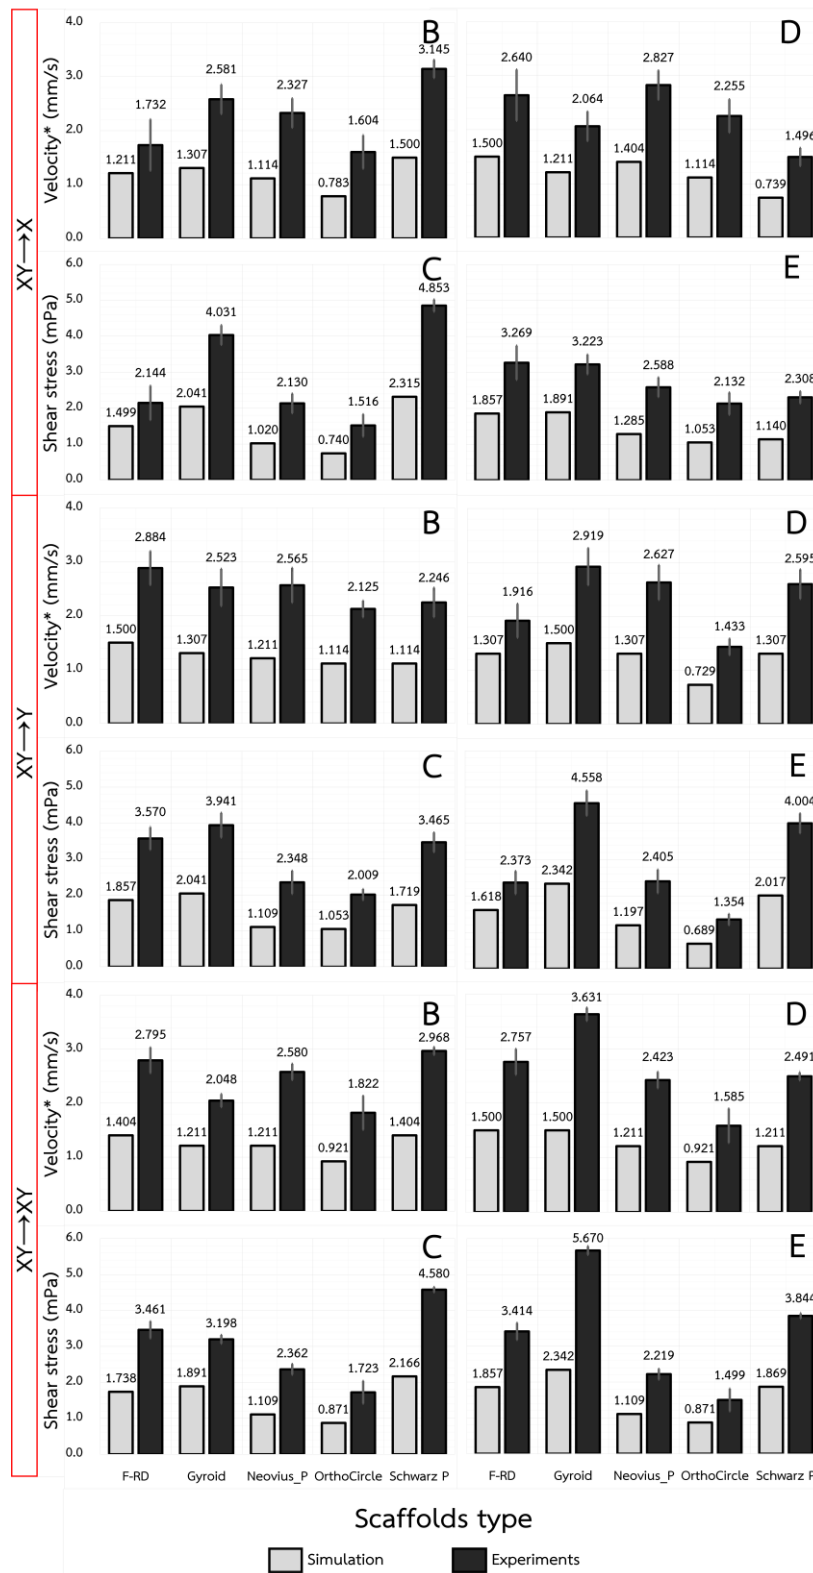 XY→X
Velocity* (mm/s)
4.0
3.0
2.0
1.0
0.0
B
1.211 1.732 1.307 2.581 1.114 2.327 0.783 1.604 1.500 3.145
D
1.500 2.640 1.211 2.064 1.404 2.827 1.114 2.255 0.739 1.496
Shear stress (mPa)
6.0
5.0
4.0
3.0
2.0
1.0
0.0
C
1.499 2.144 2.041 4.031 1.020 2.130 0.740 1.516 2.315 4.853
E
1.857 3.269 1.891 3.223 1.285 2.588 1.053 2.132 1.140 2.308
XY→Y
Velocity* (mm/s)
4.0
3.0
2.0
1.0
0.0
B
1.500 2.884 1.307 2.523 1.211 2.565 1.114 2.125 1.114 2.246
D
1.307 1.916 1.500 2.919 1.307 2.627 0.729 1.433 1.307 2.595
Shear stress (mPa)
6.0
5.0
4.0
3.0
2.0
1.0
0.0
C
1.857 3.570 2.041 3.941 1.109 2.348 1.053 2.009 1.719 3.465
E
1.618 2.373 2.342 4.558 1.197 2.405 0.689 1.354 2.017 4.004
XY→XY
Velocity* (mm/s)
4.0
3.0
2.0
1.0
0.0
B
1.404 2.795 1.211 2.048 1.211 2.580 0.921 1.822 1.404 2.968
D
1.500 2.757 1.500 3.631 1.211 2.423 0.921 1.585 1.211 2.491
Shear stress (mPa)
6.0
5.0
4.0
3.0
2.0
1.0
0.0
C
1.738 3.461 1.891 3.198 1.109 2.362 0.871 1.723 2.166 4.580
E
1.857 3.414 2.342 5.670 1.109 2.219 0.871 1.499 1.869 3.844
F-RD Gyroid Neovius_P OrthoCircle Schwarz P
F-RD Gyroid Neovius_P OrthoCircle Schwarz P
Scaffolds type
Simulation Experiments